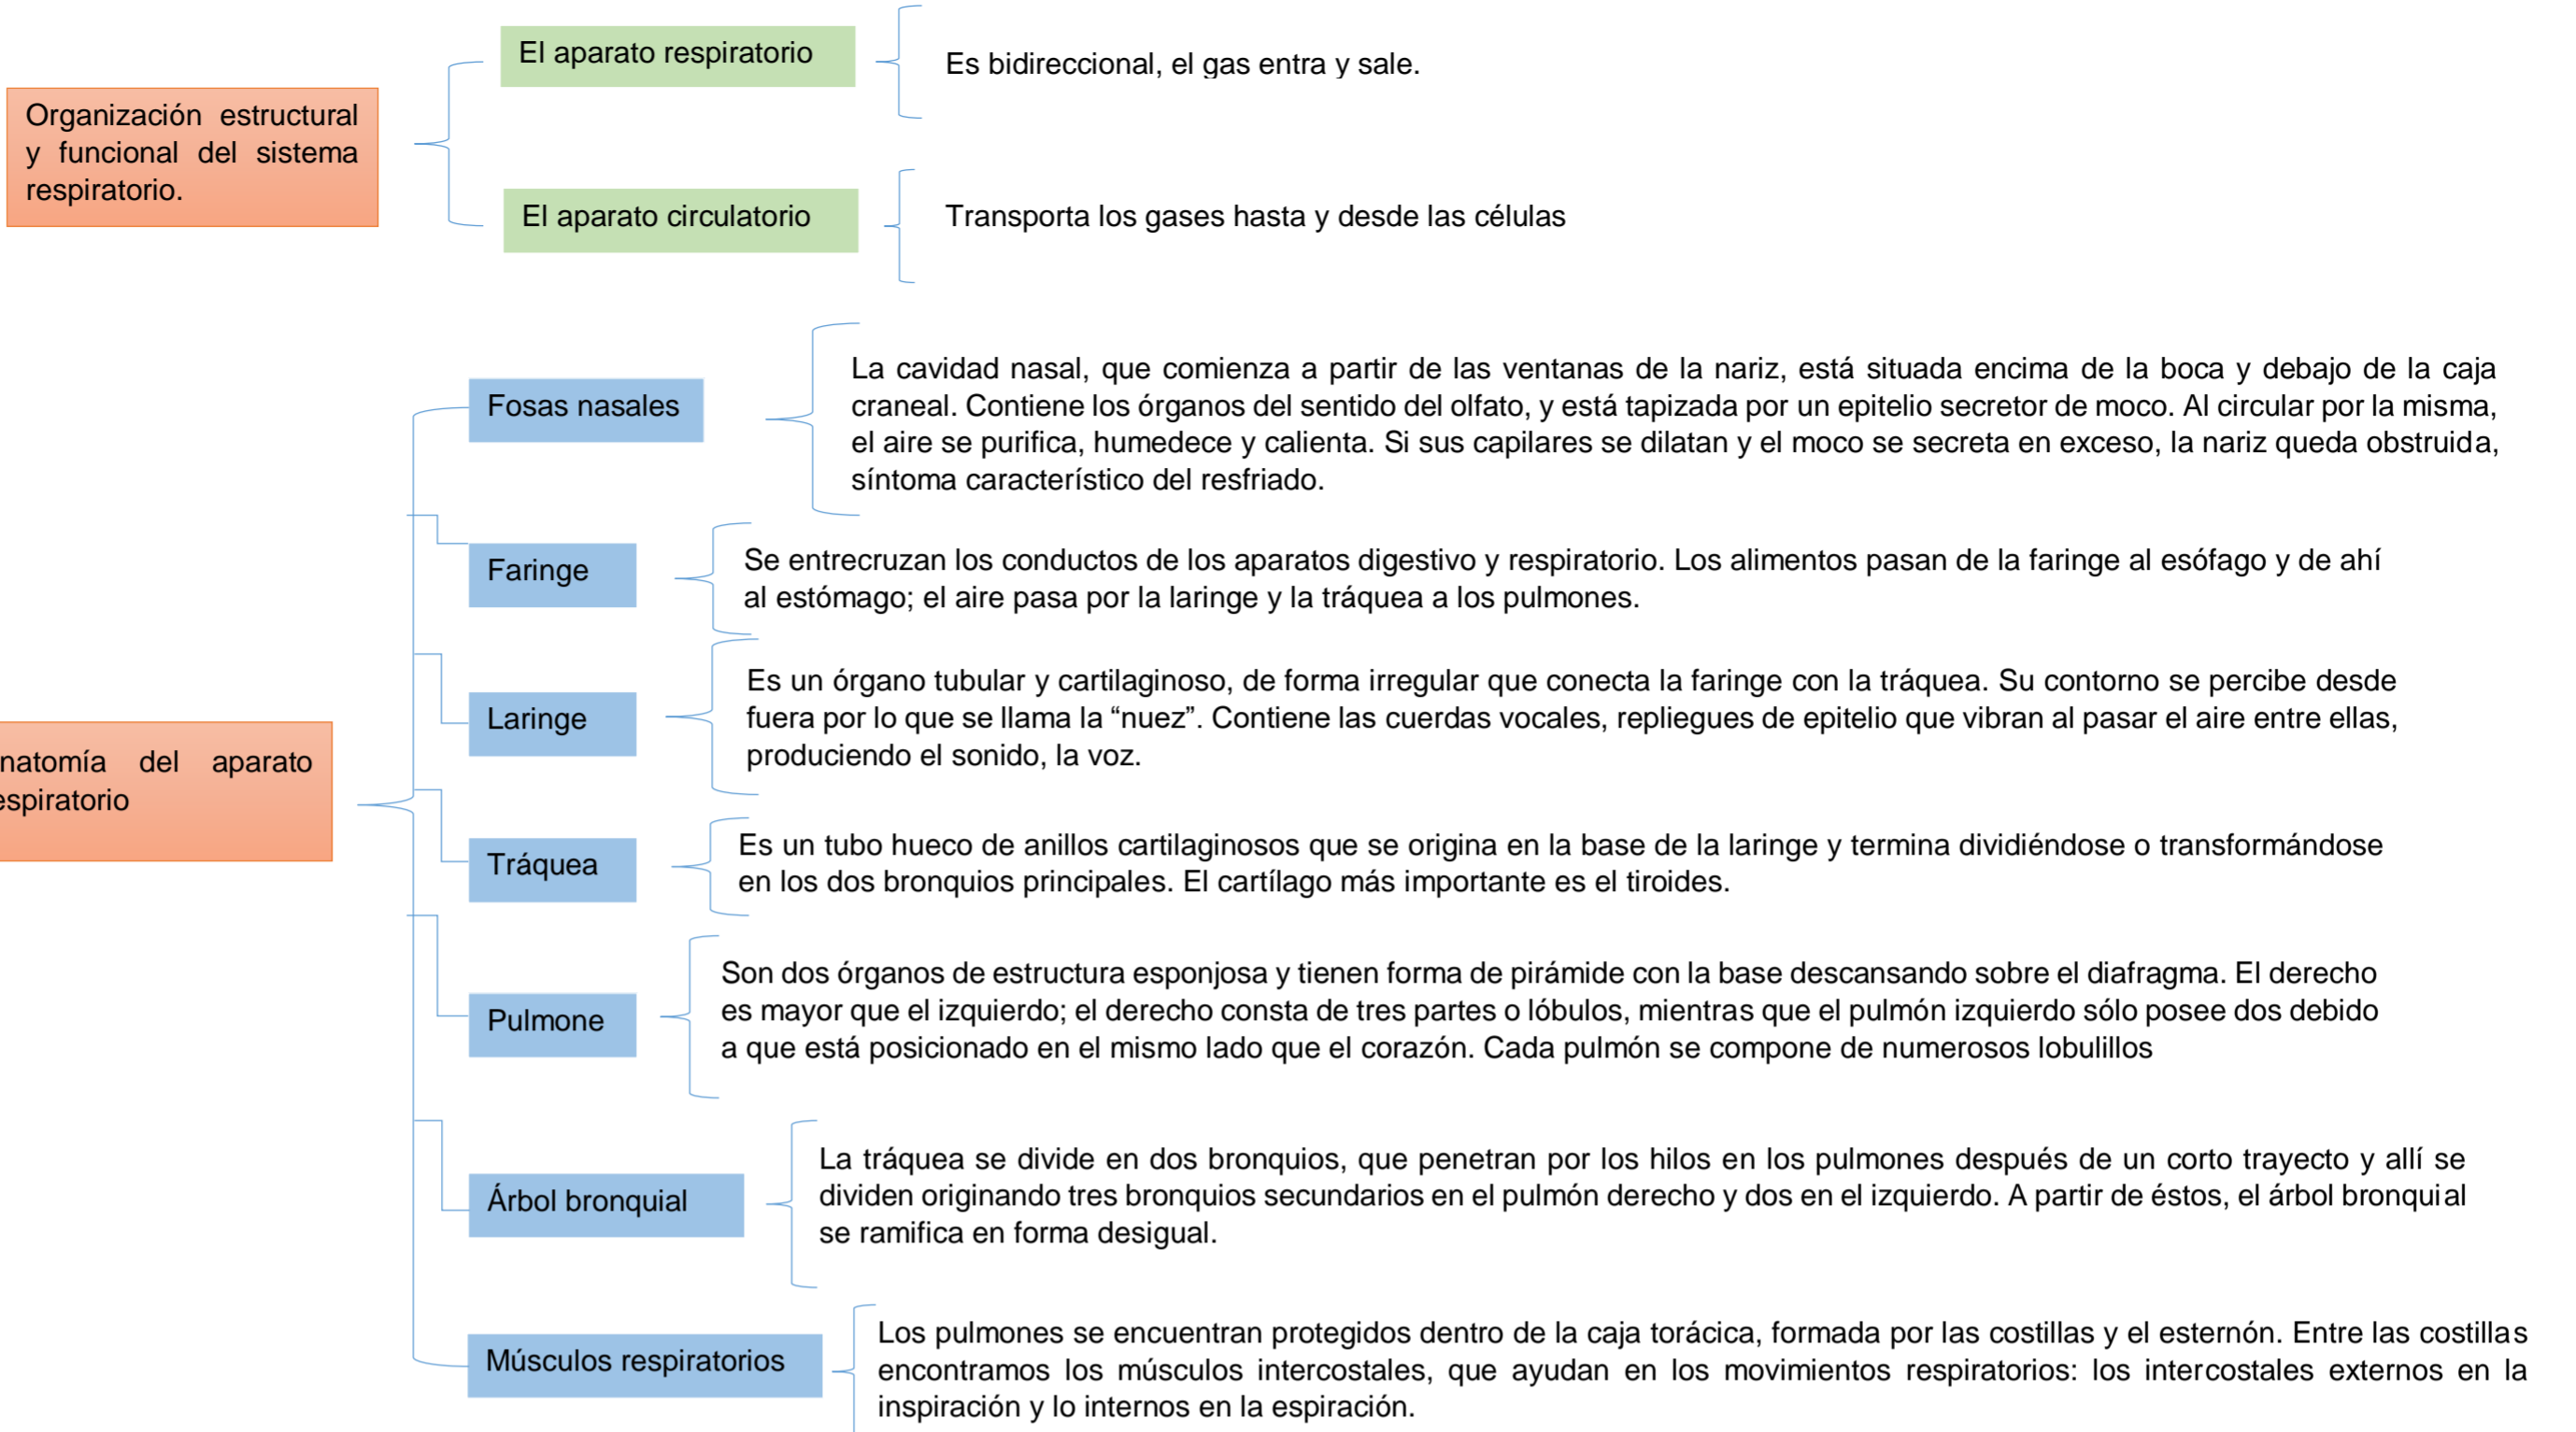 Organización estructural
y funcional del sistema
respiratorio.
El aparato respiratorio
Es bidireccional, el gas entra y sale.
El aparato circulatorio
Transporta los gases hasta y desde las células
natomía del aparato
espiratorio
Fosas nasales
La cavidad nasal, que comienza a partir de las ventanas de la nariz, está situada encima de la boca y debajo de la caja
craneal. Contiene los órganos del sentido del olfato, y está tapizada por un epitelio secretor de moco. Al circular por la misma,
el aire se purifica, humedece y calienta. Si sus capilares se dilatan y el moco se secreta en exceso, la nariz queda obstruida,
síntoma característico del resfriado.
Faringe
Se entrecruzan los conductos de los aparatos digestivo y respiratorio. Los alimentos pasan de la faringe al esófago y de ahí
al estómago; el aire pasa por la laringe y la tráquea a los pulmones.
Laringe
Es un órgano tubular y cartilaginoso, de forma irregular que conecta la faringe con la tráquea. Su contorno se percibe desde
fuera por lo que se llama la “nuez”. Contiene las cuerdas vocales, repliegues de epitelio que vibran al pasar el aire entre ellas,
produciendo el sonido, la voz.
Tráquea
Es un tubo hueco de anillos cartilaginosos que se origina en la base de la laringe y termina dividiéndose o transformándose
en los dos bronquios principales. El cartílago más importante es el tiroides.
Pulmone
Son dos órganos de estructura esponjosa y tienen forma de pirámide con la base descansando sobre el diafragma. El derecho
es mayor que el izquierdo; el derecho consta de tres partes o lóbulos, mientras que el pulmón izquierdo sólo posee dos debido
a que está posicionado en el mismo lado que el corazón. Cada pulmón se compone de numerosos lobulillos
Árbol bronquial
La tráquea se divide en dos bronquios, que penetran por los hilos en los pulmones después de un corto trayecto y allí se
dividen originando tres bronquios secundarios en el pulmón derecho y dos en el izquierdo. A partir de éstos, el árbol bronquial
se ramifica en forma desigual.
Músculos respiratorios
Los pulmones se encuentran protegidos dentro de la caja torácica, formada por las costillas y el esternón. Entre las costillas
encontramos los músculos intercostales, que ayudan en los movimientos respiratorios: los intercostales externos en la
inspiración y lo internos en la espiración.